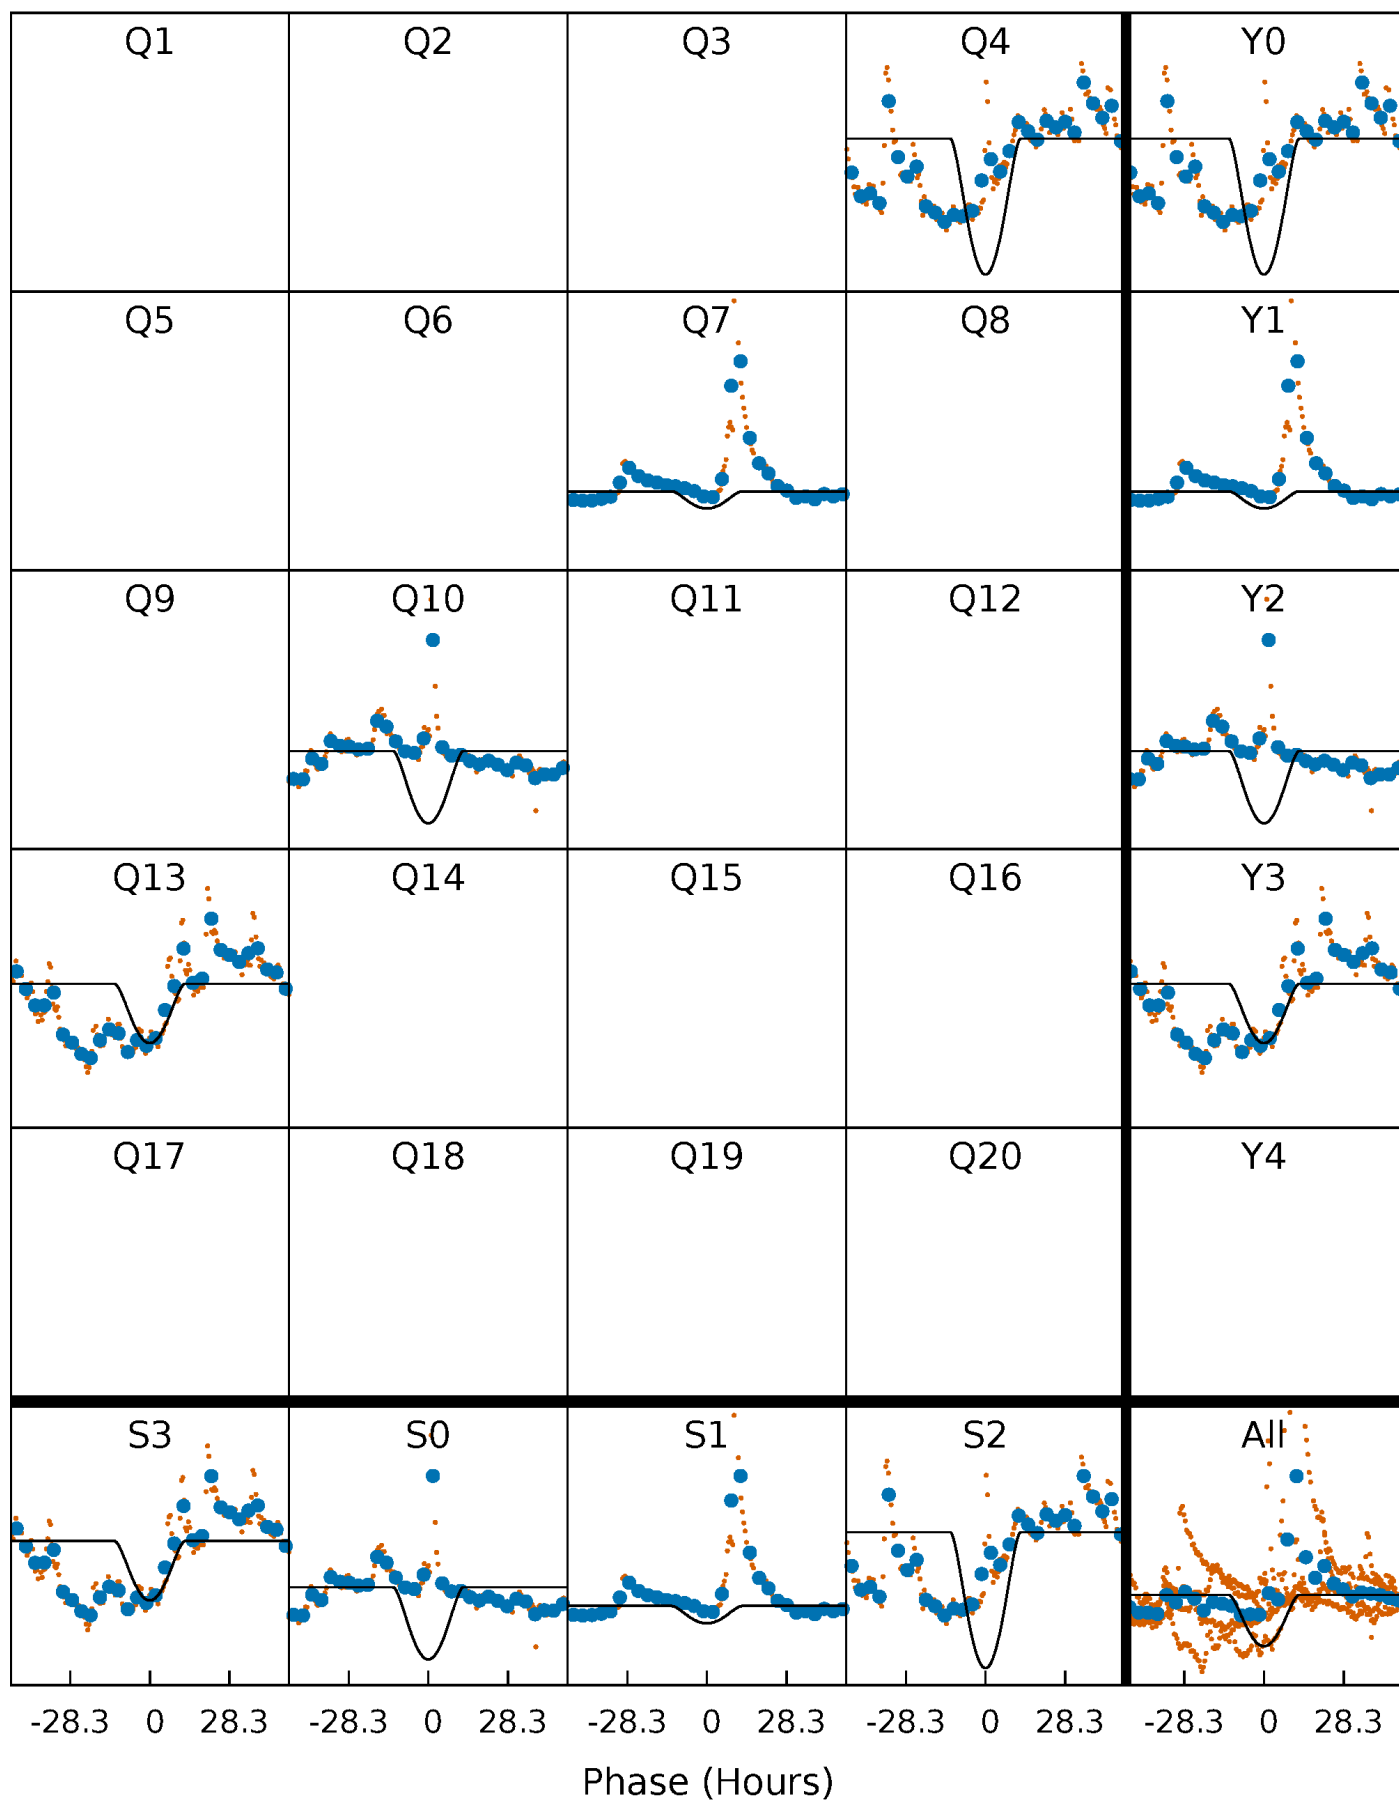 Q1 Q2 Q3 Q4 Y0
Q5 Q6 Q7 Q8 Y1
Q9 Q10 Q11 Q12 Y2
Q13 Q14 Q15 Q16 Y3
Q17 Q18 Q19 Q20 Y4
S3 S0 S1 S2 All
-28.3 0 28.3 -28.3 0 28.3 -28.3 0 28.3 -28.3 0 28.3 -28.3 0 28.3
Phase (Hours)